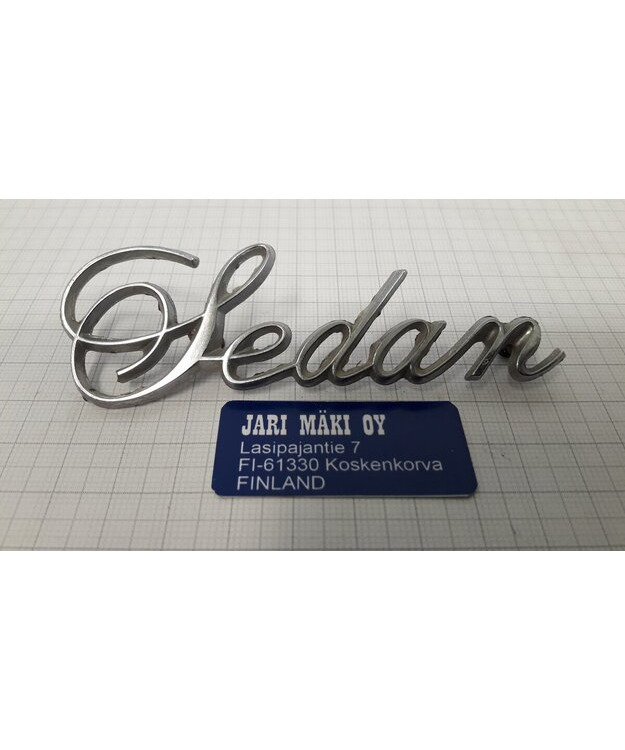 Sedan
JARI MÄKI OY
Lasipajantie 7
FI-61330 Koskenkorva
FINLAND